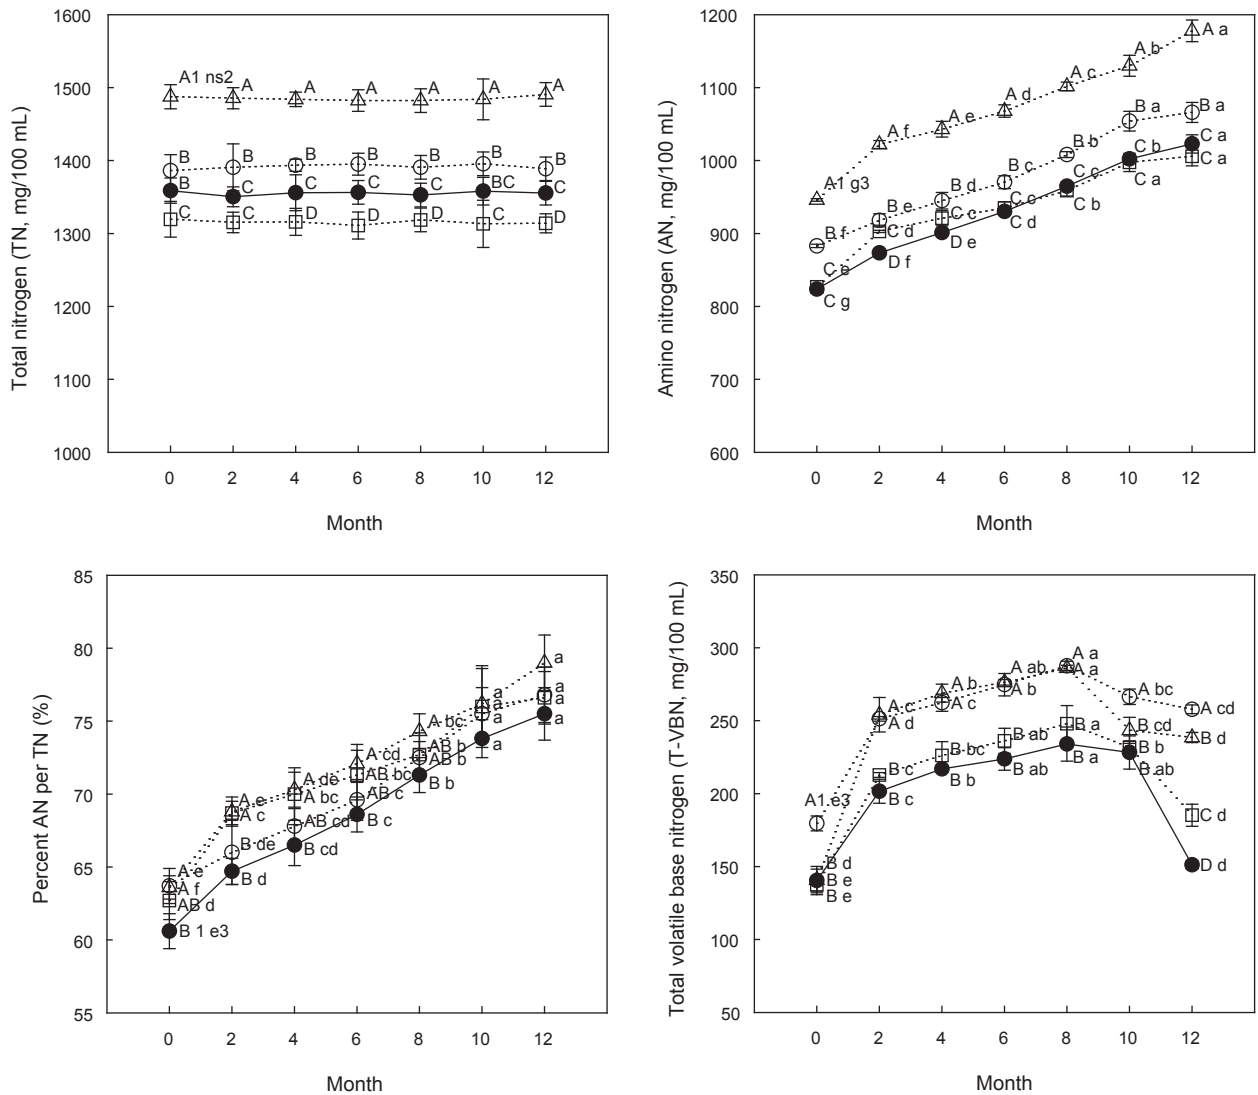 Total nitrogen (TN, mg/100 mL)
1600
1500
1400
1300
1200
1100
1000
A1 ns2
A
A
A
A
A
A
B
B
B
B
B
B
B
B
C
C
C
C
BC
C
C
C
D
D
D
C
D
0 2 4 6 8 10 12
Month
Amino nitrogen (AN, mg/100 mL)
1200
1100
1000
900
800
700
600
A1 g3
A f
A e
A d
A c
A b
A a
B f
B e
B d
B c
B b
B a
B a
C e
C d
C c
C c
C c
C b
C a
C g
D f
D e
C d
C b
C a
C a
0 2 4 6 8 10 12
Month
Percent AN per TN (%)
85
80
75
70
65
60
55
A e
A f
AB d
B 1 e3
A e
A c
B de
B d
A de
A bc
AB cd
B cd
A cd
AB bc
AB c
B c
A bc
AB b
AB b
B b
a
a
a
a
a
a
a
a
0 2 4 6 8 10 12
Month
Total volatile base nitrogen (T-VBN, mg/100 mL)
350
300
250
200
150
100
50
A1 e3
B d
B e
B e
A c
A d
B c
B c
A b
A c
B bc
B b
A ab
A b
B ab
B ab
A a
A a
B a
B a
A bc
B cd
B b
B ab
A cd
B d
C d
D d
0 2 4 6 8 10 12
Month